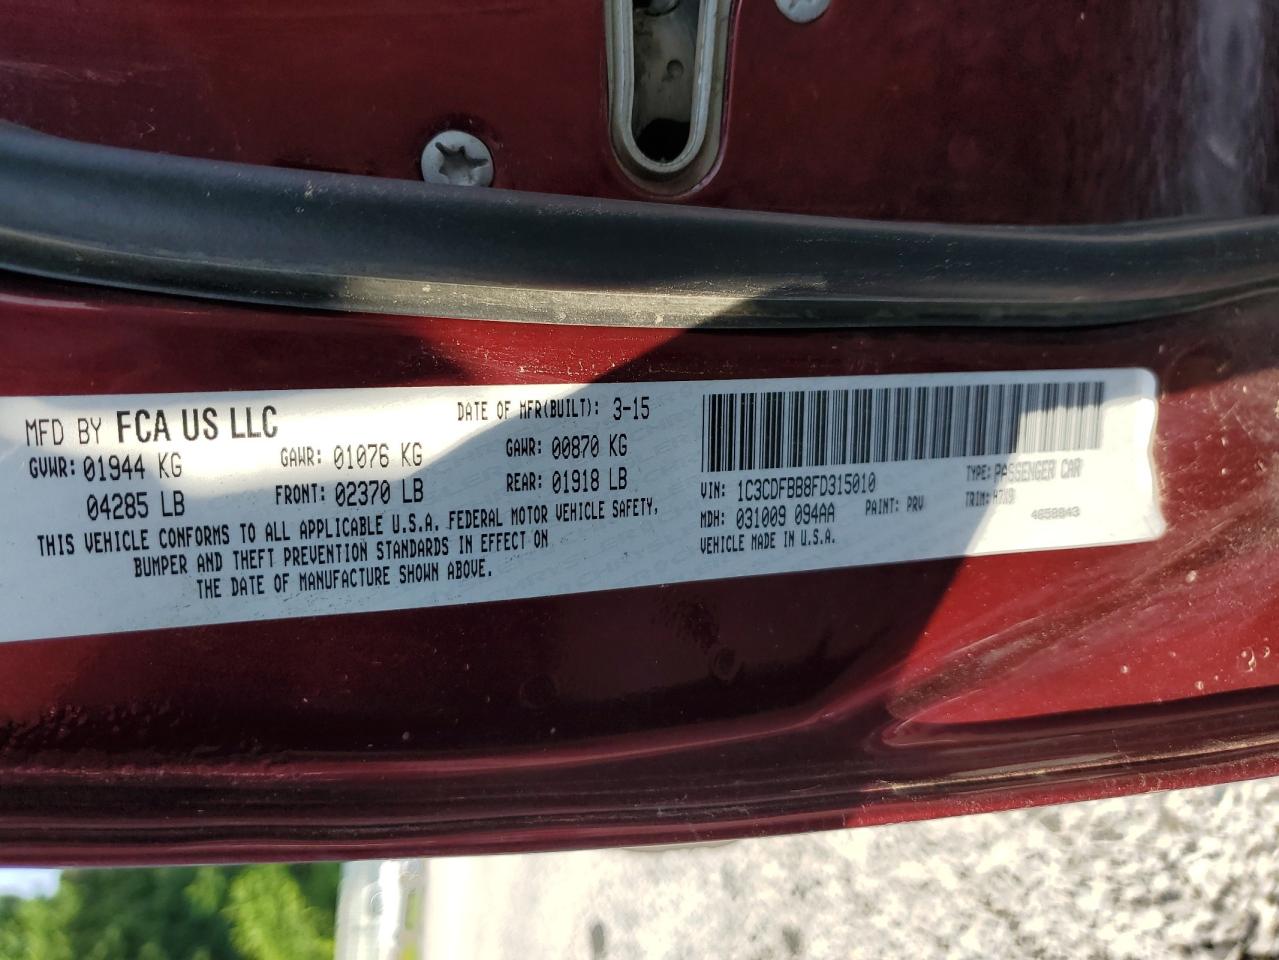 MFD BY FCA US LLC DATE OF MFR(BUILT): 3-15
GVWR: 01944 KG GAWR: 01076 KG GAWR: 00870 KG
04285 LB FRONT: 02370 LB REAR: 01918 LB
THIS VEHICLE CONFORMS TO ALL APPLICABLE U.S.A. FEDERAL MOTOR VEHICLE SAFETY,
BUMPER AND THEFT PREVENTION STANDARDS IN EFFECT ON
THE DATE OF MANUFACTURE SHOWN ABOVE.
VIN: 1C3CDFBB8FD315010 TYPE: PASSENGER CAR
MDH: 031009 094AA PAINT: PRV TRIM:
VEHICLE MADE IN U.S.A. 4658843